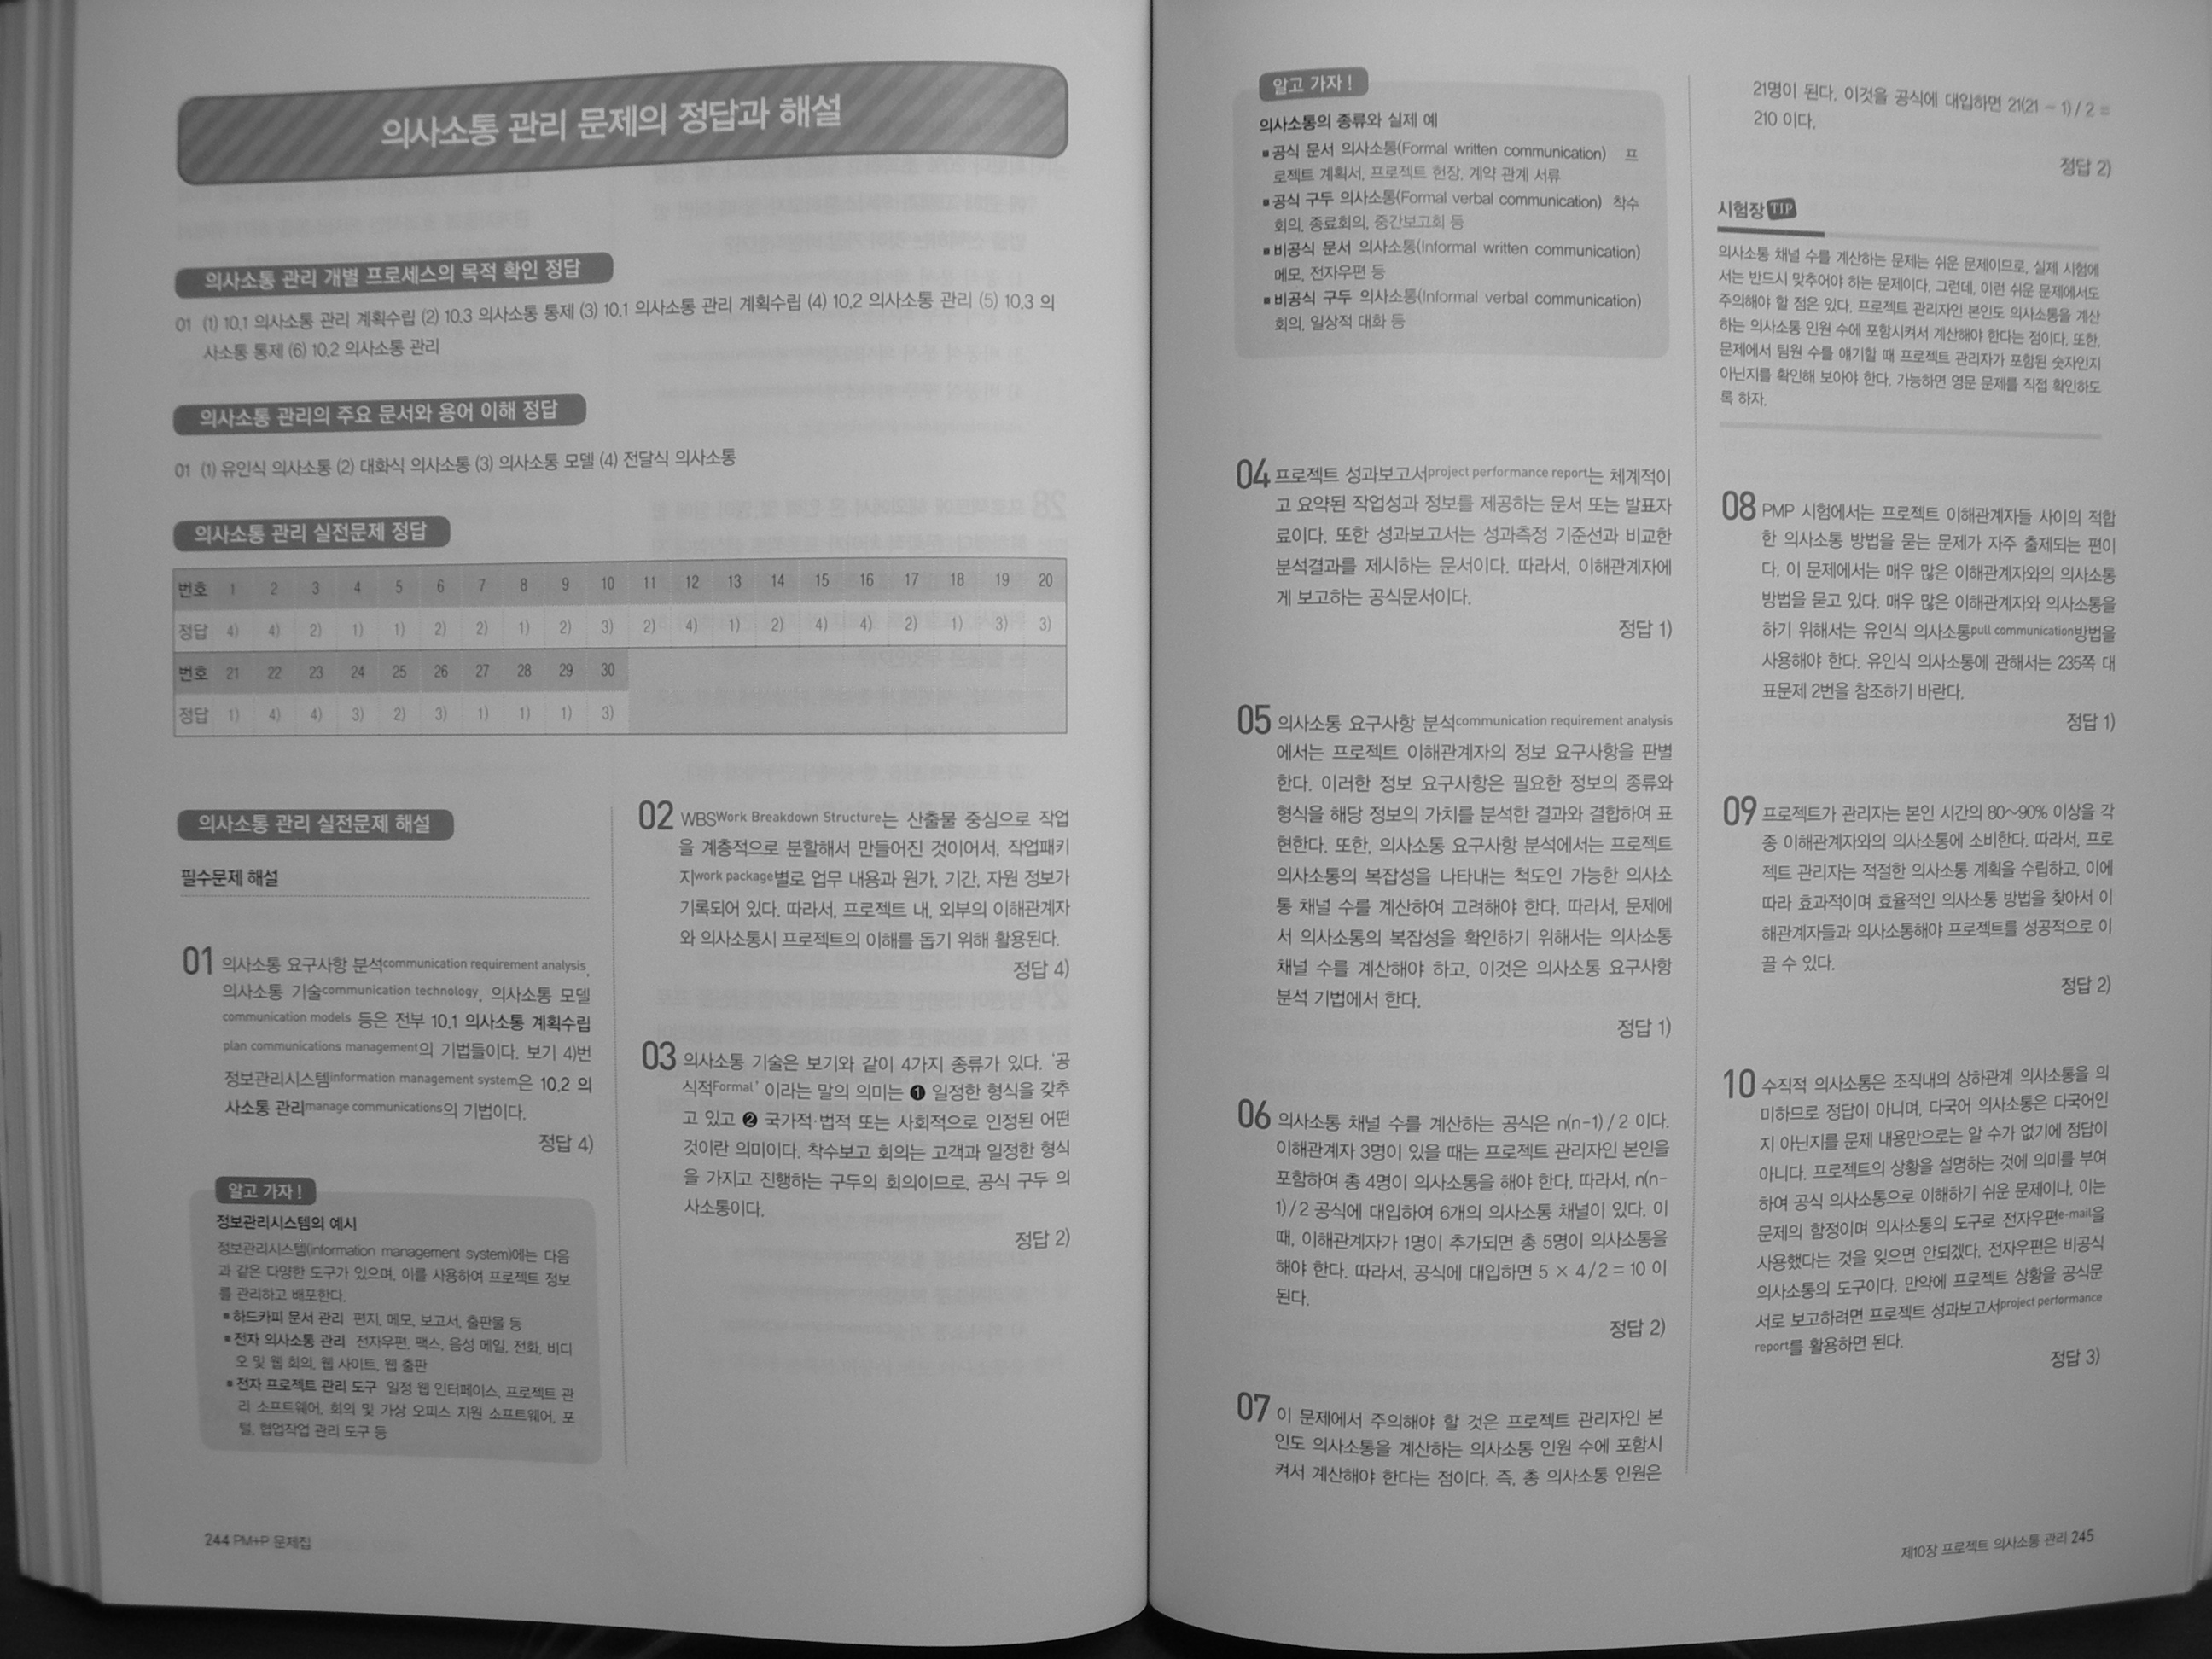 의사소통 관리 문제의 정답과 해설
의사소통 관리 개별 프로세스의 목적 확인 정답
01 (1) 10.1 의사소통 관리 계획수립 (2) 10.3 의사소통 통제 (3) 10.1 의사소통 관리 계획수립 (4) 10.2 의사소통 관리 (5) 10.3 의
사소통 통제 (6) 10.2 의사소통 관리
의사소통 관리의 주요 문서와 용어 이해 정답
01 (1) 유인식 의사소통 (2) 대화식 의사소통 (3) 의사소통 모델 (4) 전달식 의사소통
의사소통 관리 실전문제 정답
번호 1 2 3 4 5 6 7 8 9 10 11 12 13 14 15 16 17 18 19 20
정답 4) 4) 2) 1) 1) 2) 2) 1) 2) 3) 2) 4) 1) 2) 4) 4) 2) 1) 3) 3)
번호 21 22 23 24 25 26 27 28 29 30
정답 1) 4) 4) 3) 2) 3) 1) 1) 1) 3)
의사소통 관리 실전문제 해설
필수문제 해설
01 의사소통 요구사항 분석communication requirement analysis,
의사소통 기술communication technology, 의사소통 모델
communication models 등은 전부 10.1 의사소통 계획수립
plan communications management의 기법들이다. 보기 4)번
정보관리시스템information management system은 10.2 의
사소통 관리manage communications의 기법이다.
정답 4)
알고 가자!
정보관리시스템의 예시
정보관리시스템(information management system)에는 다음
과 같은 다양한 도구가 있으며, 이를 사용하여 프로젝트 정보
를 관리하고 배포한다.
■ 하드카피 문서 관리 편지, 메모, 보고서, 출판물 등
■ 전자 의사소통 관리 전자우편, 팩스, 음성 메일, 전화, 비디
오 및 웹 회의, 웹 사이트, 웹 출판
■ 전자 프로젝트 관리 도구 일정 웹 인터페이스, 프로젝트 관
리 소프트웨어, 회의 및 가상 오피스 지원 소프트웨어, 포
털, 협업작업 관리 도구 등
02 WBSWork Breakdown Structure는 산출물 중심으로 작업
을 계층적으로 분할해서 만들어진 것이어서, 작업패키
지work package별로 업무 내용과 원가, 기간, 자원 정보가
기록되어 있다. 따라서, 프로젝트 내, 외부의 이해관계자
와 의사소통시 프로젝트의 이해를 돕기 위해 활용된다.
정답 4)
03 의사소통 기술은 보기와 같이 4가지 종류가 있다. '공
식적Formal' 이라는 말의 의미는 ❶ 일정한 형식을 갖추
고 있고 ❷ 국가적·법적 또는 사회적으로 인정된 어떤
것이란 의미이다. 착수보고 회의는 고객과 일정한 형식
을 가지고 진행하는 구두의 회의이므로, 공식 구두 의
사소통이다.
정답 2)
244 PM+P 문제집
알고 가자!
의사소통의 종류와 실제 예
■ 공식 문서 의사소통(Formal written communication) 프
로젝트 계획서, 프로젝트 헌장, 계약 관계 서류
■ 공식 구두 의사소통(Formal verbal communication) 착수
회의, 종료회의, 중간보고회 등
■ 비공식 문서 의사소통(Informal written communication)
메모, 전자우편 등
■ 비공식 구두 의사소통(Informal verbal communication)
회의, 일상적 대화 등
04 프로젝트 성과보고서project performance report는 체계적이
고 요약된 작업성과 정보를 제공하는 문서 또는 발표자
료이다. 또한 성과보고서는 성과측정 기준선과 비교한
분석결과를 제시하는 문서이다. 따라서, 이해관계자에
게 보고하는 공식문서이다.
정답 1)
05 의사소통 요구사항 분석communication requirement analysis
에서는 프로젝트 이해관계자의 정보 요구사항을 판별
한다. 이러한 정보 요구사항은 필요한 정보의 종류와
형식을 해당 정보의 가치를 분석한 결과와 결합하여 표
현한다. 또한, 의사소통 요구사항 분석에서는 프로젝트
의사소통의 복잡성을 나타내는 척도인 가능한 의사소
통 채널 수를 계산하여 고려해야 한다. 따라서, 문제에
서 의사소통의 복잡성을 확인하기 위해서는 의사소통
채널 수를 계산해야 하고, 이것은 의사소통 요구사항
분석 기법에서 한다.
정답 1)
06 의사소통 채널 수를 계산하는 공식은 n(n-1)/2 이다.
이해관계자 3명이 있을 때는 프로젝트 관리자인 본인을
포함하여 총 4명이 의사소통을 해야 한다. 따라서, n(n-
1)/2 공식에 대입하여 6개의 의사소통 채널이 있다. 이
때, 이해관계자가 1명이 추가되면 총 5명이 의사소통을
해야 한다. 따라서, 공식에 대입하면 5 × 4/2 = 10 이
된다.
정답 2)
07 이 문제에서 주의해야 할 것은 프로젝트 관리자인 본
인도 의사소통을 계산하는 의사소통 인원 수에 포함시
켜서 계산해야 한다는 점이다. 즉, 총 의사소통 인원은
21명이 된다. 이것을 공식에 대입하면 21(21 - 1)/2 =
210 이다.
정답 2)
시험장 TIP
의사소통 채널 수를 계산하는 문제는 쉬운 문제이므로, 실제 시험에
서는 반드시 맞추어야 하는 문제이다. 그런데, 이런 쉬운 문제에서도
주의해야 할 점은 있다. 프로젝트 관리자인 본인도 의사소통을 계산
하는 의사소통 인원 수에 포함시켜서 계산해야 한다는 점이다. 또한,
문제에서 팀원 수를 얘기할 때 프로젝트 관리자가 포함된 숫자인지
아닌지를 확인해 보아야 한다. 가능하면 영문 문제를 직접 확인하도
록 하자.
08 PMP 시험에서는 프로젝트 이해관계자들 사이의 적합
한 의사소통 방법을 묻는 문제가 자주 출제되는 편이
다. 이 문제에서는 매우 많은 이해관계자와의 의사소통
방법을 묻고 있다. 매우 많은 이해관계자와 의사소통을
하기 위해서는 유인식 의사소통pull communication방법을
사용해야 한다. 유인식 의사소통에 관해서는 235쪽 대
표문제 2번을 참조하기 바란다.
정답 1)
09 프로젝트가 관리자는 본인 시간의 80~90% 이상을 각
종 이해관계자와의 의사소통에 소비한다. 따라서, 프로
젝트 관리자는 적절한 의사소통 계획을 수립하고, 이에
따라 효과적이며 효율적인 의사소통 방법을 찾아서 이
해관계자들과 의사소통해야 프로젝트를 성공적으로 이
끌 수 있다.
정답 2)
10 수직적 의사소통은 조직내의 상하관계 의사소통을 의
미하므로 정답이 아니며, 다국어 의사소통은 다국어인
지 아닌지를 문제 내용만으로는 알 수가 없기에 정답이
아니다. 프로젝트의 상황을 설명하는 것에 의미를 부여
하여 공식 의사소통으로 이해하기 쉬운 문제이나, 이는
문제의 함정이며 의사소통의 도구로 전자우편e-mail을
사용했다는 것을 잊으면 안되겠다. 전자우편은 비공식
의사소통의 도구이다. 만약에 프로젝트 상황을 공식문
서로 보고하려면 프로젝트 성과보고서project performance
report를 활용하면 된다.
정답 3)
제10장 프로젝트 의사소통 관리 245